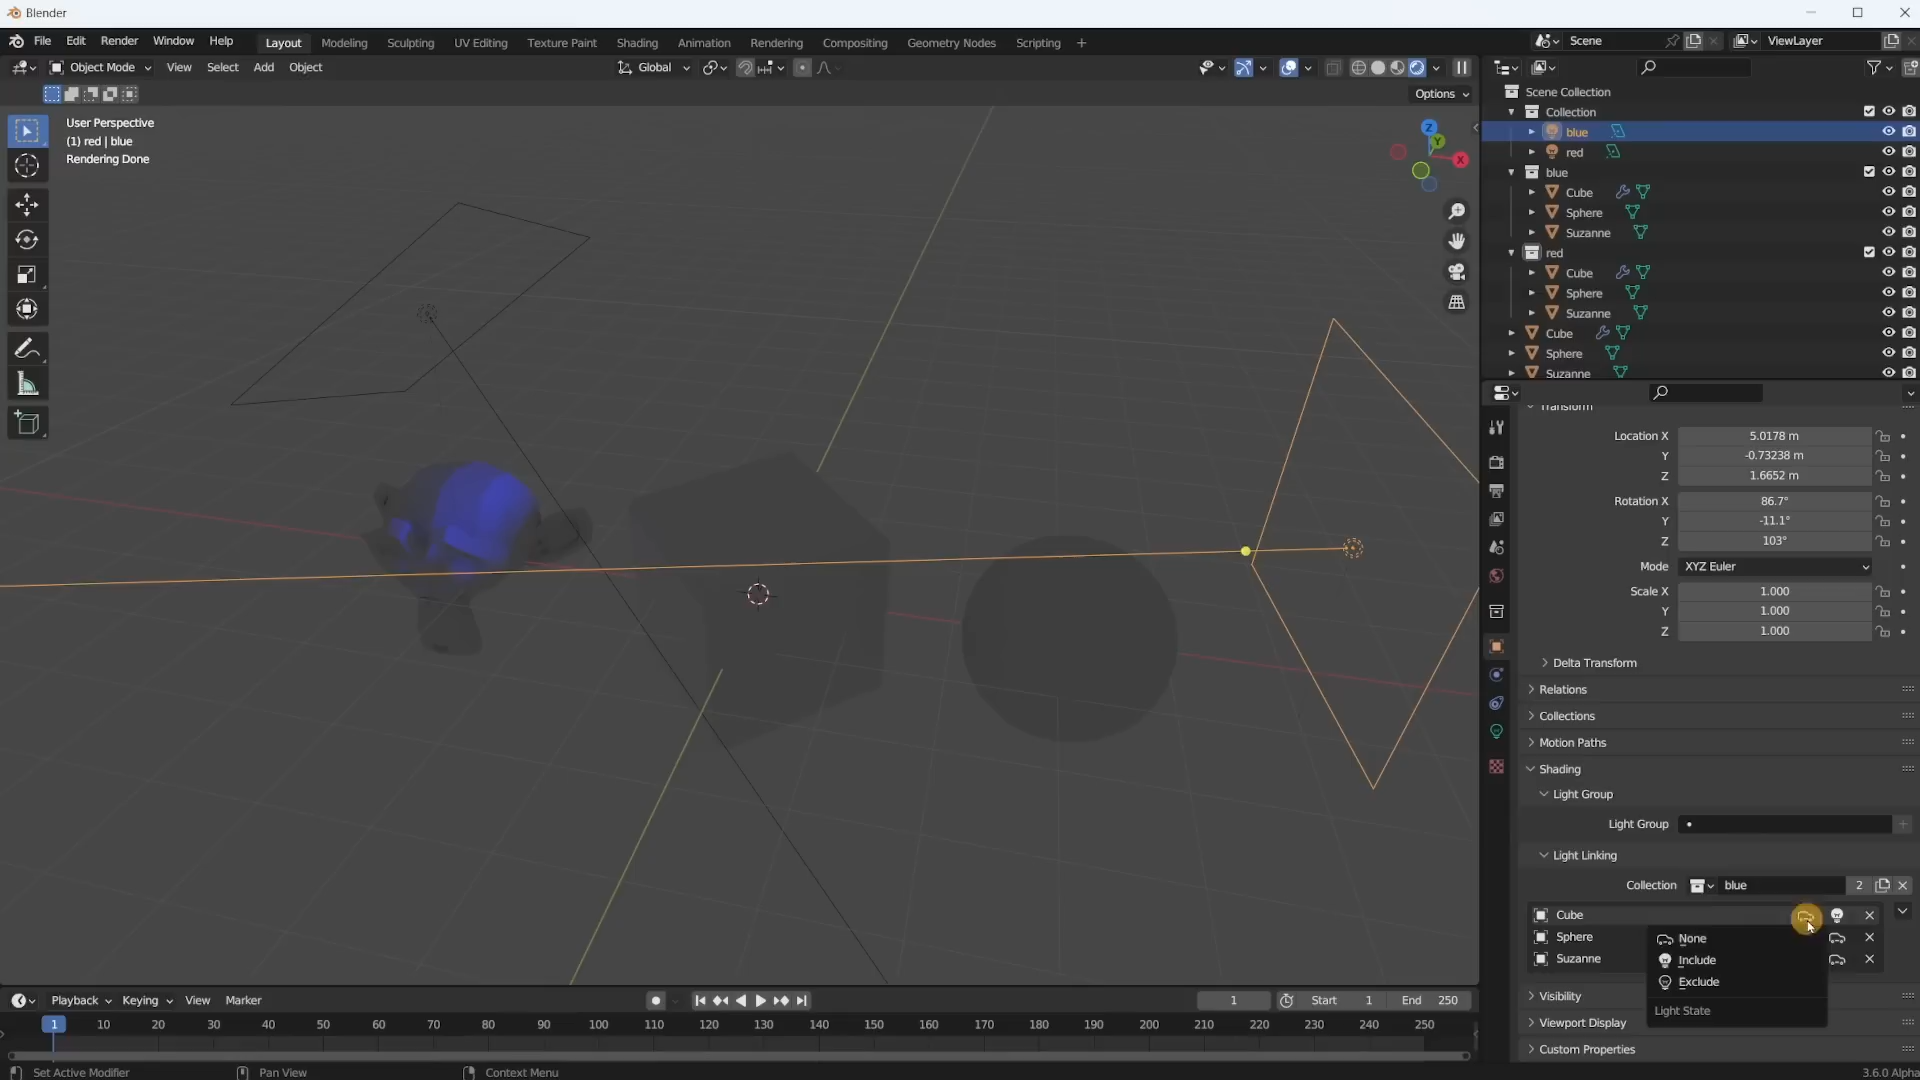 Blender
File Edit Render Window Help Layout Modeling Sculpting UV Editing Texture Paint Shading Animation Rendering Compositing Geometry Nodes Scripting + Scene ViewLayer
Object Mode View Select Add Object Global
Options
User Perspective
(1) red | blue
Rendering Done
Z
Y
X
Scene Collection
Collection
blue
red
blue
Cube
Sphere
Suzanne
red
Cube
Sphere
Suzanne
Cube
Sphere
Suzanne
Transform
Location X 5.0178 m
Y -0.73238 m
Z 1.6652 m
Rotation X 86.7°
Y -11.1°
Z 103°
Mode XYZ Euler
Scale X 1.000
Y 1.000
Z 1.000
Delta Transform
Relations
Collections
Motion Paths
Shading
Light Group
Light Group
Light Linking
Collection blue 2
Cube
Sphere
Suzanne
None
Include
Exclude
Light State
Visibility
Viewport Display
Custom Properties
Playback Keying View Marker 1 Start 1 End 250
1 10 20 30 40 50 60 70 80 90 100 110 120 130 140 150 160 170 180 190 200 210 220 230 240 250
Set Active Modifier Pan View Context Menu 3.6.0 Alpha